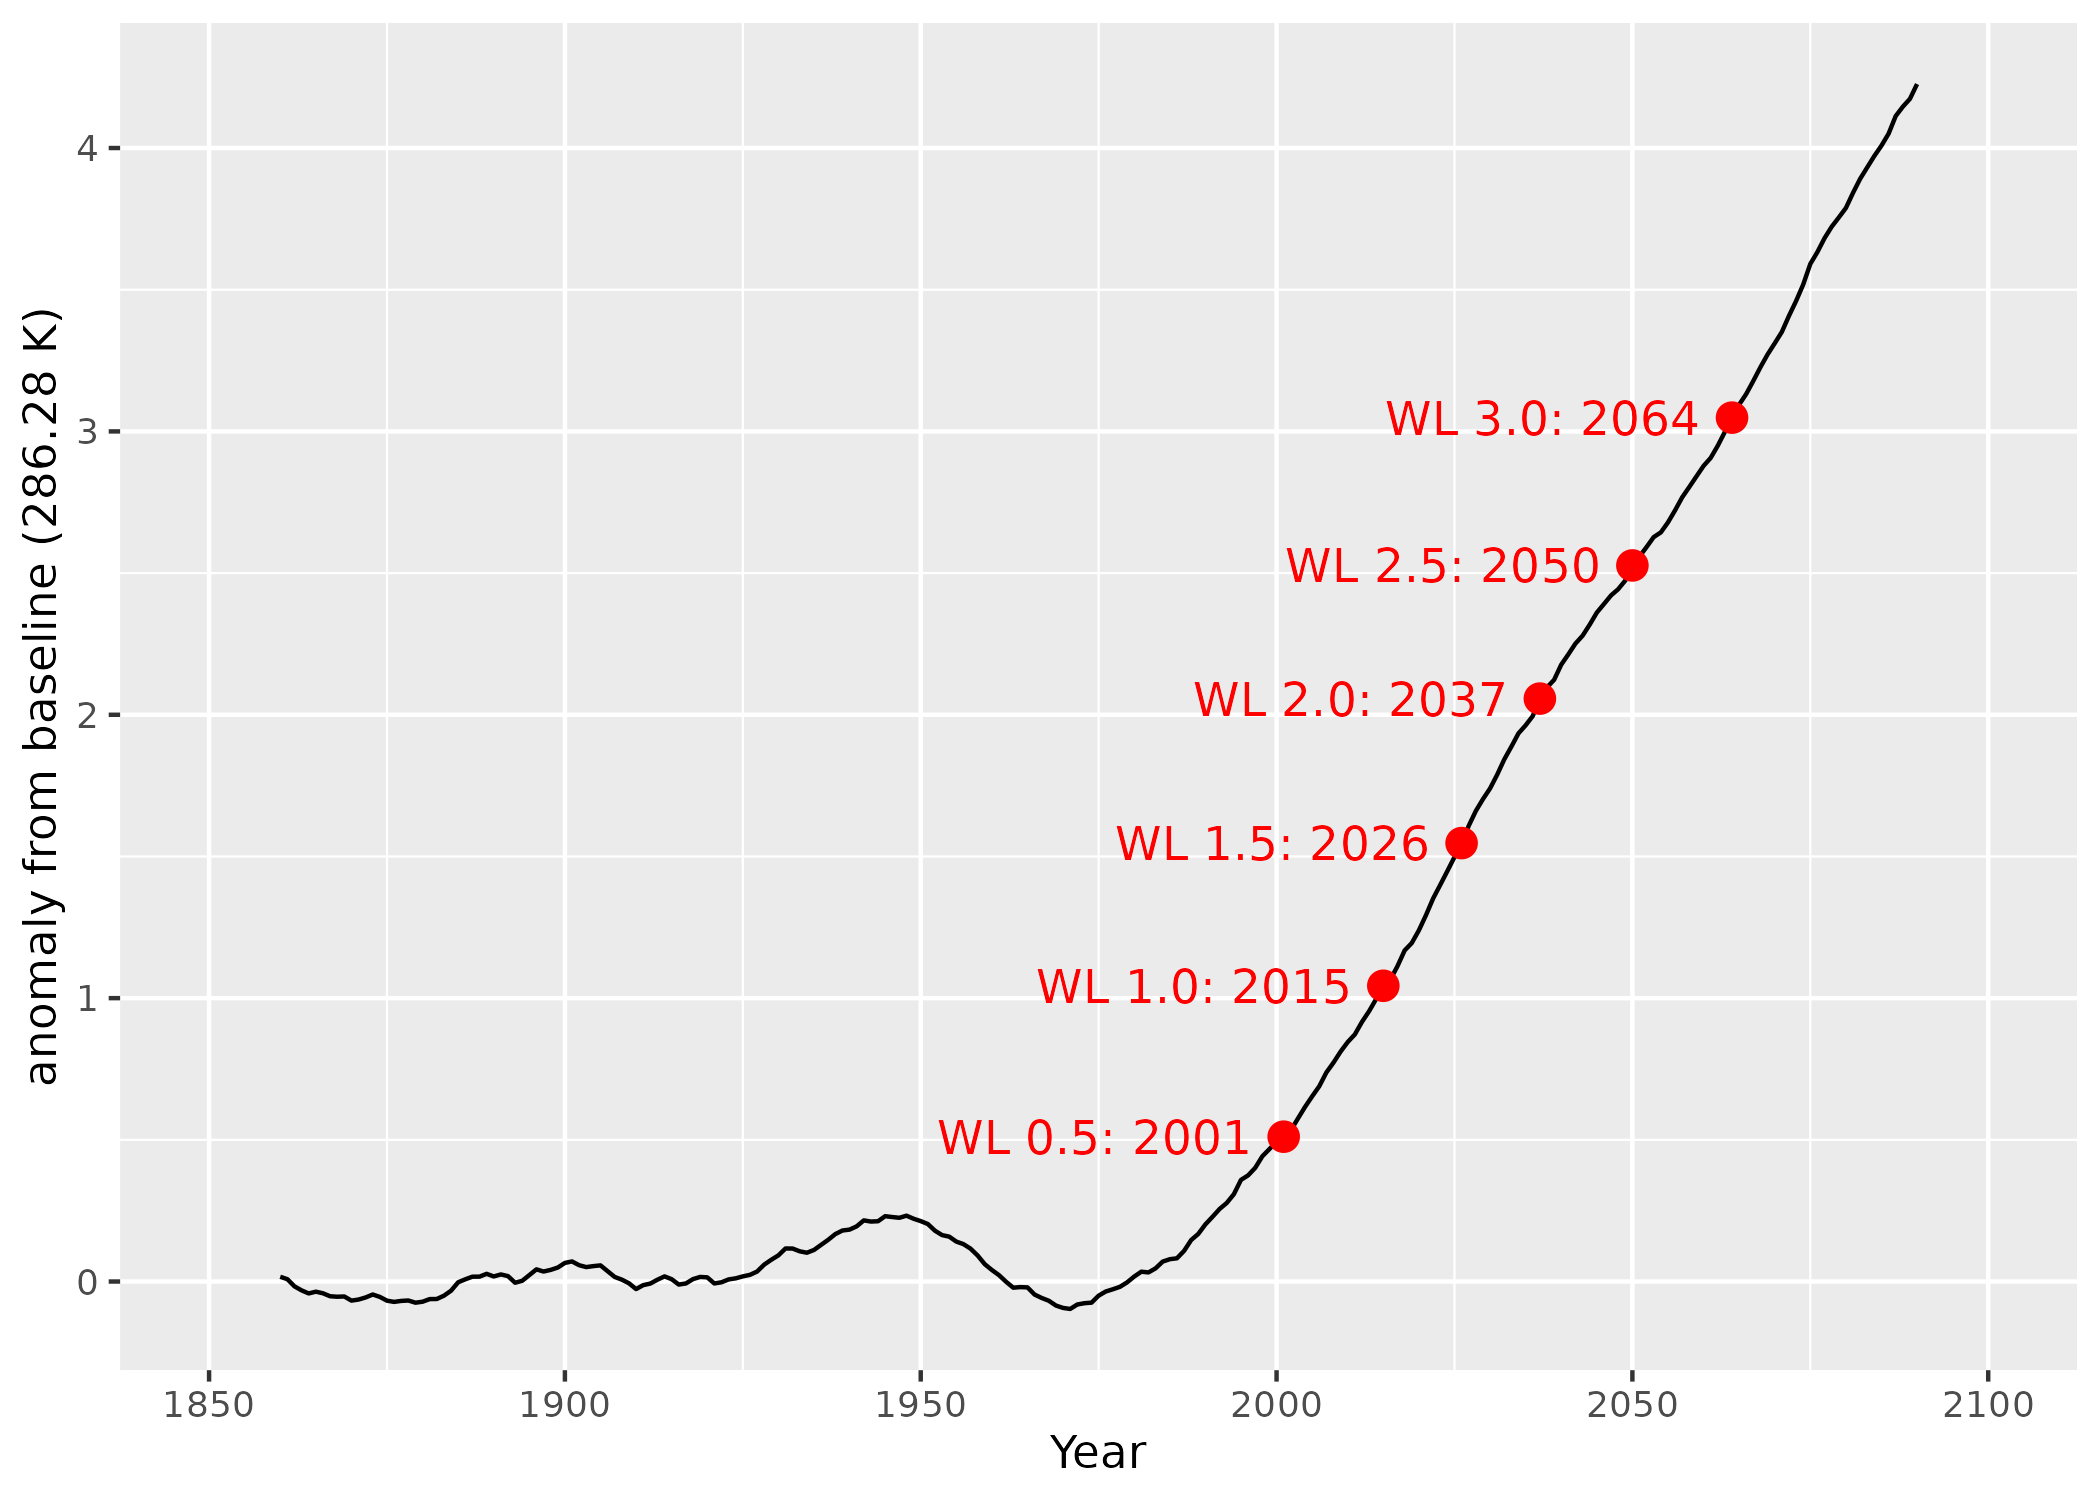 anomaly from baseline (286.28 K)
4
3
2
1
0
WL 3.0: 2064
WL 2.5: 2050
WL 2.0: 2037
WL 1.5: 2026
WL 1.0: 2015
WL 0.5: 2001
1850 1900 1950 2000 2050 2100
Year